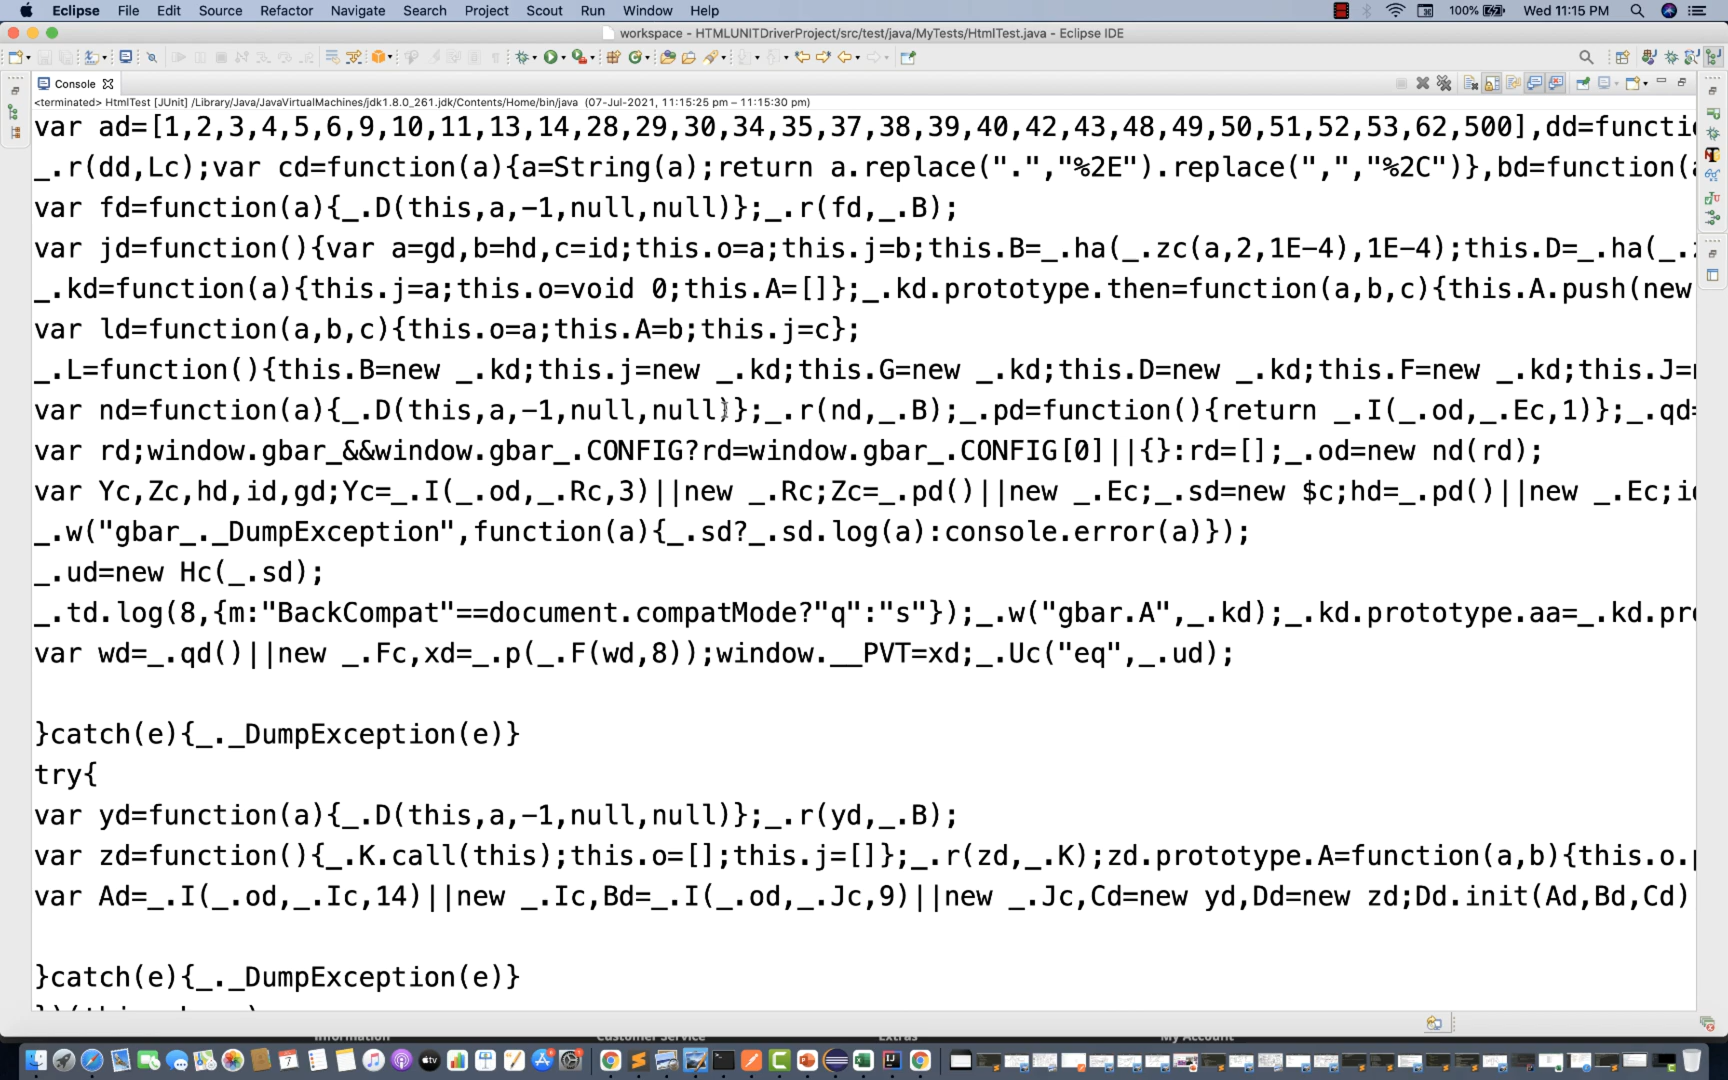 Eclipse File Edit Source Refactor Navigate Search Project Scout Run Window Help 100% Wed 11:15 PM
workspace - HTMLUNITDriverProject/src/test/java/MyTests/HtmlTest.java - Eclipse IDE
Console
<terminated> HtmlTest [JUnit] /Library/Java/JavaVirtualMachines/jdk1.8.0_261.jdk/Contents/Home/bin/java (07-Jul-2021, 11:15:25 pm – 11:15:30 pm)
var ad=[1,2,3,4,5,6,9,10,11,13,14,28,29,30,34,35,37,38,39,40,42,43,48,49,50,51,52,53,62,500],dd=functi
_.r(dd,Lc);var cd=function(a){a=String(a);return a.replace(".","%2E").replace(",","%2C")},bd=function(
var fd=function(a){_.D(this,a,-1,null,null)};_.r(fd,_.B);
var jd=function(){var a=gd,b=hd,c=id;this.o=a;this.j=b;this.B=_.ha(_.zc(a,2,1E-4),1E-4);this.D=_.ha(_.
_.kd=function(a){this.j=a;this.o=void 0;this.A=[]};_.kd.prototype.then=function(a,b,c){this.A.push(new
var ld=function(a,b,c){this.o=a;this.A=b;this.j=c};
_.L=function(){this.B=new _.kd;this.j=new _.kd;this.G=new _.kd;this.D=new _.kd;this.F=new _.kd;this.J=
var nd=function(a){_.D(this,a,-1,null,null)};_.r(nd,_.B);_.pd=function(){return _.I(_.od,_.Ec,1)};_.qd=
var rd;window.gbar_&&window.gbar_.CONFIG?rd=window.gbar_.CONFIG[0]||{}:rd=[];_.od=new nd(rd);
var Yc,Zc,hd,id,gd;Yc=_.I(_.od,_.Rc,3)||new _.Rc;Zc=_.pd()||new _.Ec;_.sd=new $c;hd=_.pd()||new _.Ec;i
_.w("gbar_._DumpException",function(a){_.sd?_.sd.log(a):console.error(a)});
_.ud=new Hc(_.sd);
_.td.log(8,{m:"BackCompat"==document.compatMode?"q":"s"});_.w("gbar.A",_.kd);_.kd.prototype.aa=_.kd.pr
var wd=_.qd()||new _.Fc,xd=_.p(_.F(wd,8));window.__PVT=xd;_.Uc("eq",_.ud);
}catch(e){_._DumpException(e)}
try{
var yd=function(a){_.D(this,a,-1,null,null)};_.r(yd,_.B);
var zd=function(){_.K.call(this);this.o=[];this.j=[]};_.r(zd,_.K);zd.prototype.A=function(a,b){this.o.
var Ad=_.I(_.od,_.Ic,14)||new _.Ic,Bd=_.I(_.od,_.Jc,9)||new _.Jc,Cd=new yd,Dd=new zd;Dd.init(Ad,Bd,Cd)
}catch(e){_._DumpException(e)}